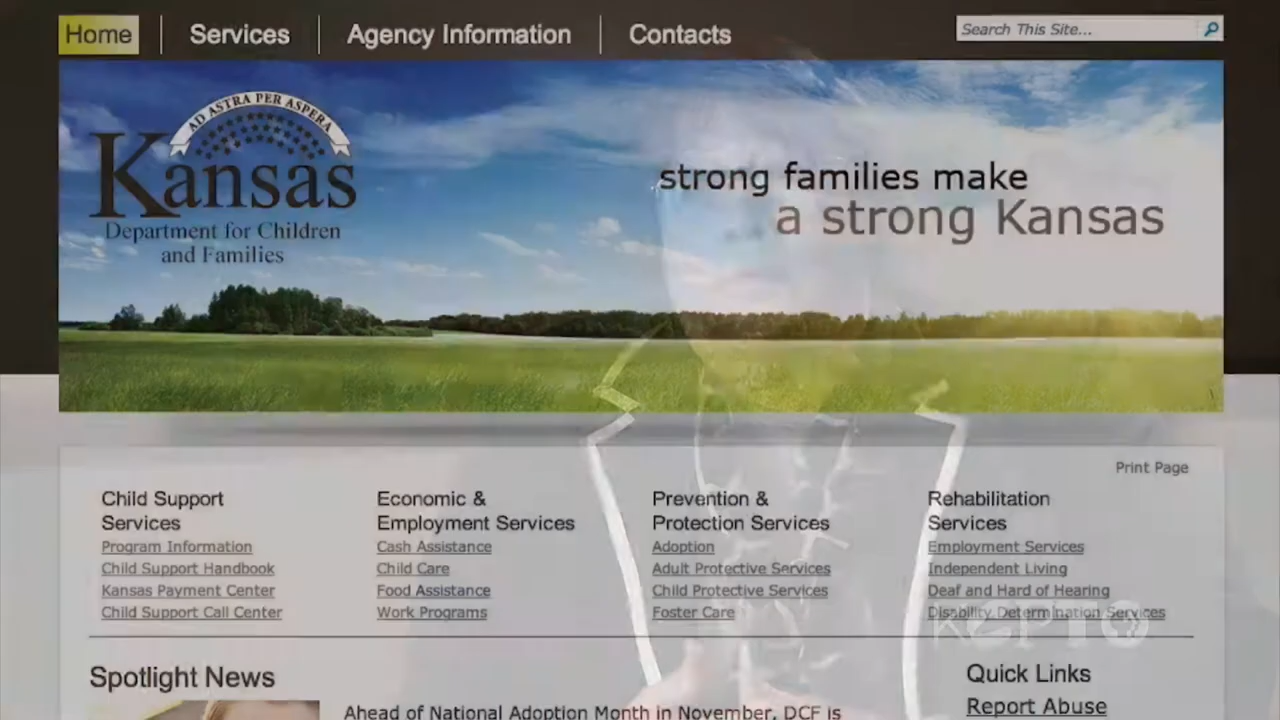 Home
Services
Agency Information
Contacts
Search This Site...
AD ASTRA PER ASPERA
Kansas
Department for Children
and Families
strong families make
a strong Kansas
Print Page
Child Support
Services
Program Information
Child Support Handbook
Kansas Payment Center
Child Support Call Center
Economic &
Employment Services
Cash Assistance
Child Care
Food Assistance
Work Programs
Prevention &
Protection Services
Adoption
Adult Protective Services
Child Protective Services
Foster Care
Rehabilitation
Services
Employment Services
Independent Living
Deaf and Hard of Hearing
Disability Determination Services
KCPT
Spotlight News
Ahead of National Adoption Month in November, DCF is
Quick Links
Report Abuse